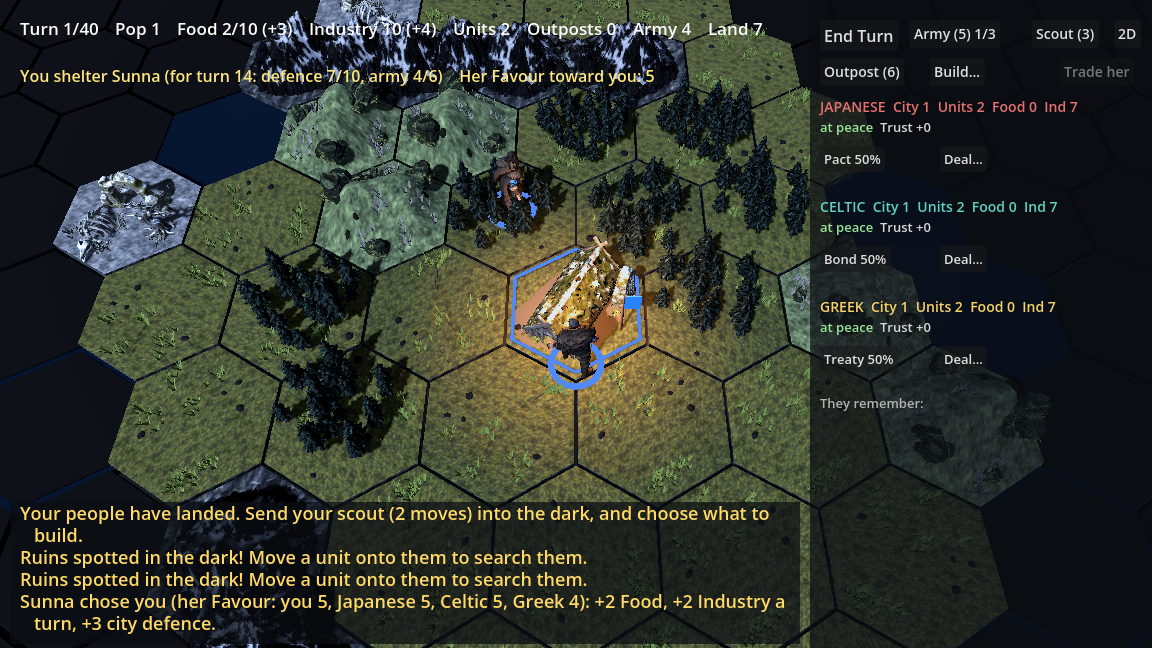 Turn 1/40 Pop 1 Food 2/10 (+3) Industry 10 (+4) Units 2 Outposts 0 Army 4 Land 7
You shelter Sunna (for turn 14: defence 7/10, army 4/6) Her Favour toward you: 5
End Turn Army (5) 1/3 Scout (3) 2D
Outpost (6) Build... Trade her
JAPANESE City 1 Units 2 Food 0 Ind 7
at peace Trust +0
Pact 50% Deal...
CELTIC City 1 Units 2 Food 0 Ind 7
at peace Trust +0
Bond 50% Deal...
GREEK City 1 Units 2 Food 0 Ind 7
at peace Trust +0
Treaty 50% Deal...
They remember:
Your people have landed. Send your scout (2 moves) into the dark, and choose what to
build.
Ruins spotted in the dark! Move a unit onto them to search them.
Ruins spotted in the dark! Move a unit onto them to search them.
Sunna chose you (her Favour: you 5, Japanese 5, Celtic 5, Greek 4): +2 Food, +2 Industry a
turn, +3 city defence.